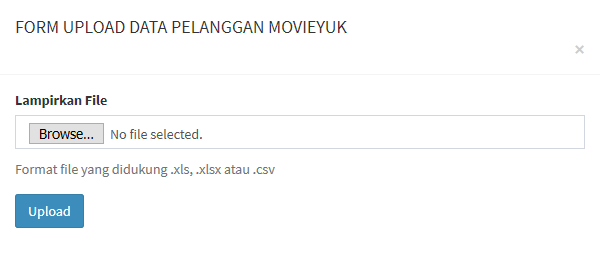 FORM UPLOAD DATA PELANGGAN MOVIEYUK
×
Lampirkan File
Browse... No file selected.
Format file yang didukung .xls, .xlsx atau .csv
Upload